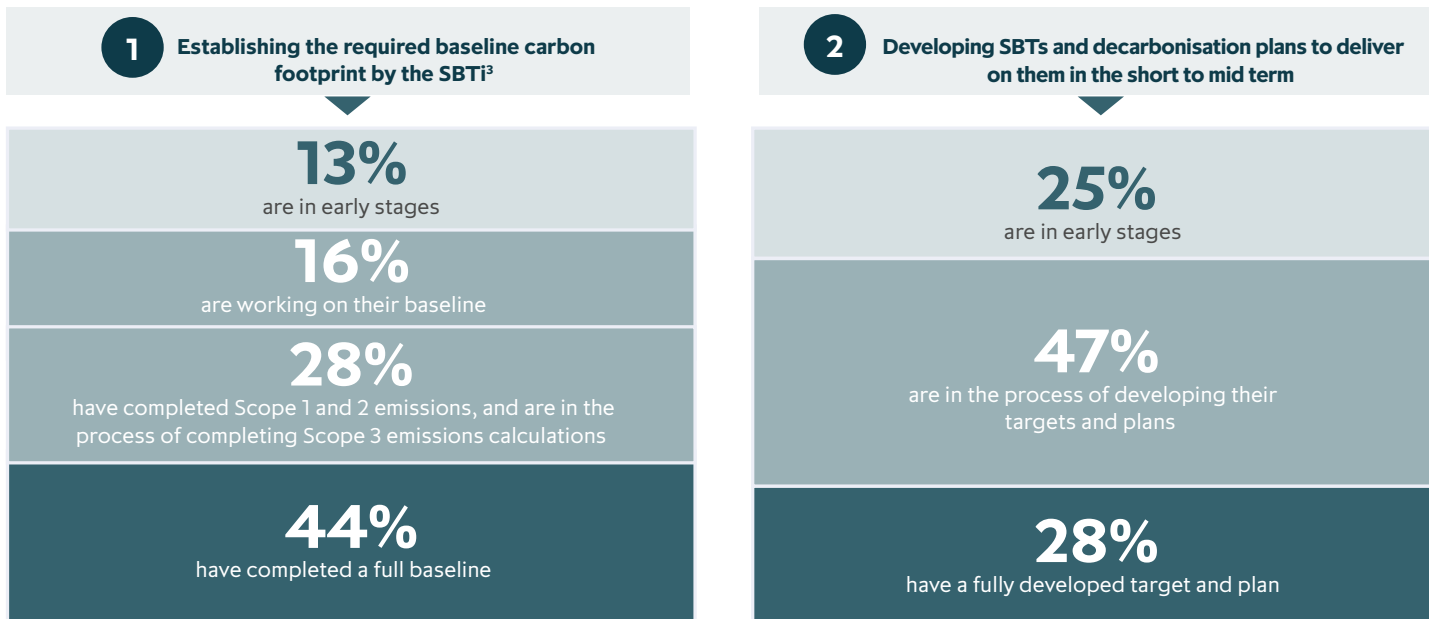 1
Establishing the required baseline carbon
footprint by the SBTi³
13%
are in early stages
16%
are working on their baseline
28%
have completed Scope 1 and 2 emissions, and are in the
process of completing Scope 3 emissions calculations
44%
have completed a full baseline
2
Developing SBTs and decarbonisation plans to deliver
on them in the short to mid term
25%
are in early stages
47%
are in the process of developing their
targets and plans
28%
have a fully developed target and plan